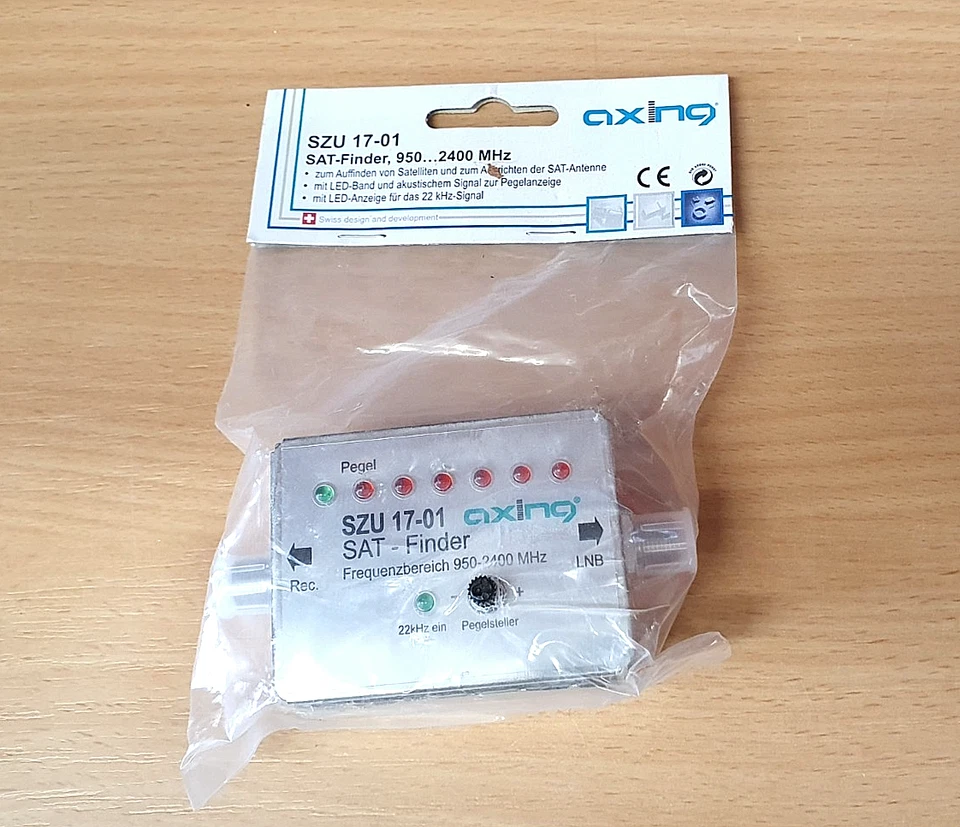 axing®
SZU 17-01
SAT-Finder, 950...2400 MHz
• zum Auffinden von Satelliten und zum Ausrichten der SAT-Antenne
• mit LED-Band und akustischem Signal zur Pegelanzeige
• mit LED-Anzeige für das 22 kHz-Signal
CE
Swiss design and development
Pegel
SZU 17-01 axing®
SAT - Finder
Frequenzbereich 950-2400 MHz
Rec.
LNB
- +
22kHz ein Pegelsteller